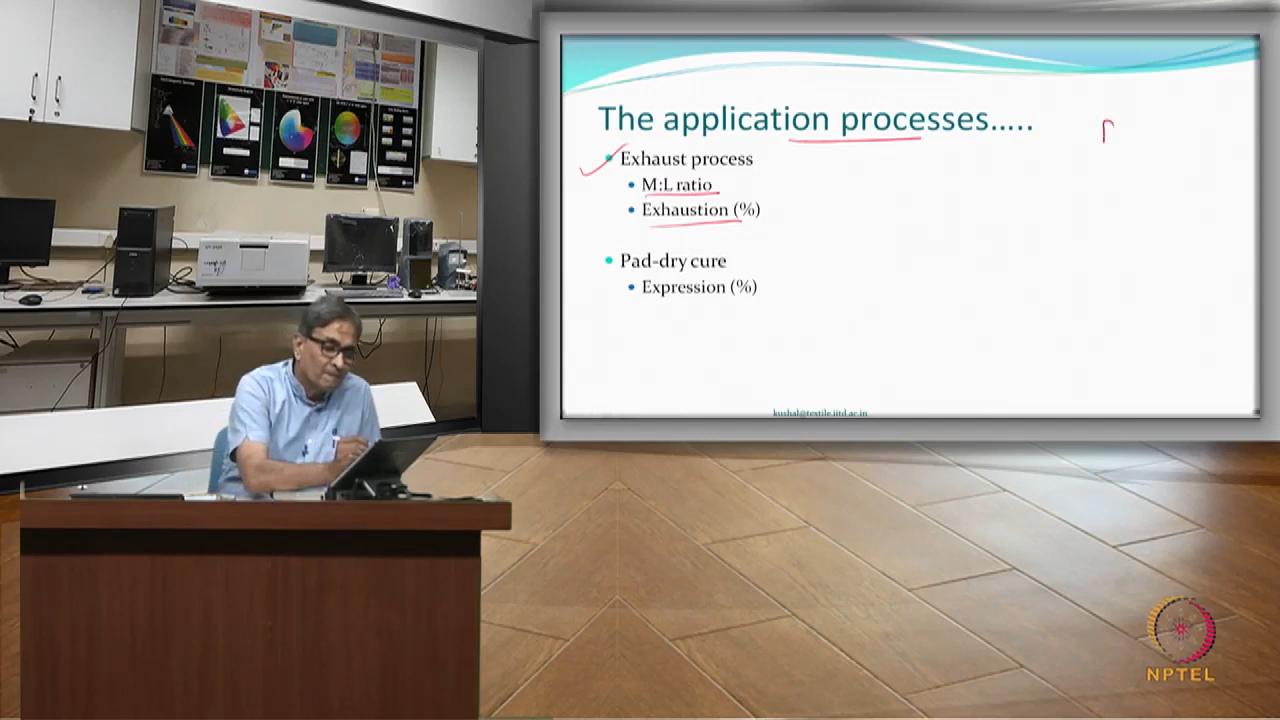 The application processes.....
Exhaust process
M:L ratio
Exhaustion (%)
Pad-dry cure
Expression (%)
kushal@textile.iitd.ac.in
NPTEL